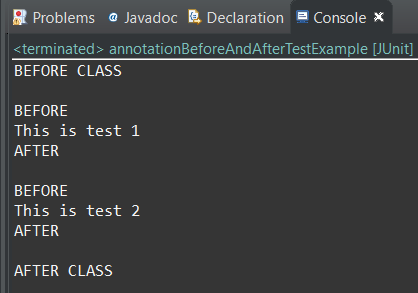 Problems @ Javadoc Declaration Console
<terminated> annotationBeforeAndAfterTestExample [JUnit]
BEFORE CLASS
BEFORE
This is test 1
AFTER
BEFORE
This is test 2
AFTER
AFTER CLASS